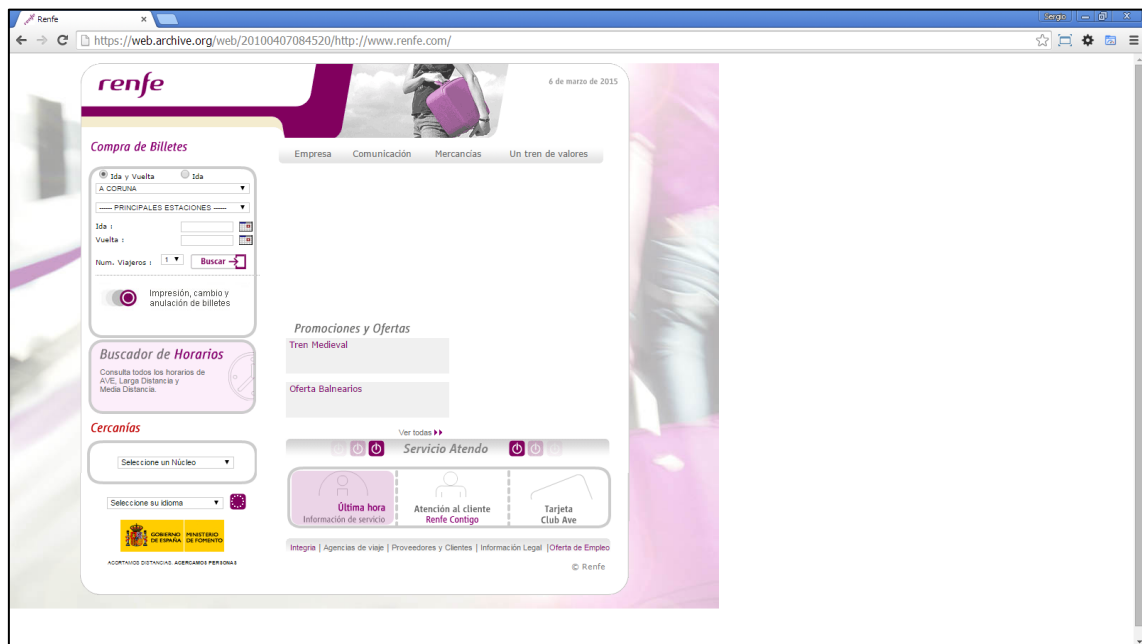 Renfe
Sergio
https://web.archive.org/web/20100407084520/http://www.renfe.com/
renfe
6 de marzo de 2015
Compra de Billetes
Empresa Comunicación Mercancías Un tren de valores
Ida y Vuelta Ida
A CORUNA
----- PRINCIPALES ESTACIONES -----
Ida :
Vuelta :
Num. Viajeros : 1 Buscar
Impresión, cambio y
anulación de billetes
Promociones y Ofertas
Tren Medieval
Buscador de Horarios
Consulta todos los horarios de
AVE, Larga Distancia y
Media Distancia.
Oferta Balnearios
Cercanías
Ver todas
Servicio Atendo
Seleccione un Núcleo
Seleccione su idioma
Última hora
Información de servicio
Atención al cliente
Renfe Contigo
Tarjeta
Club Ave
GOBIERNO MINISTERIO
DE ESPAÑA DE FOMENTO
Integria | Agencias de viaje | Proveedores y Clientes | Información Legal |Oferta de Empleo
ACORTAMOS DISTANCIAS. ACERCAMOS PERSONAS
© Renfe